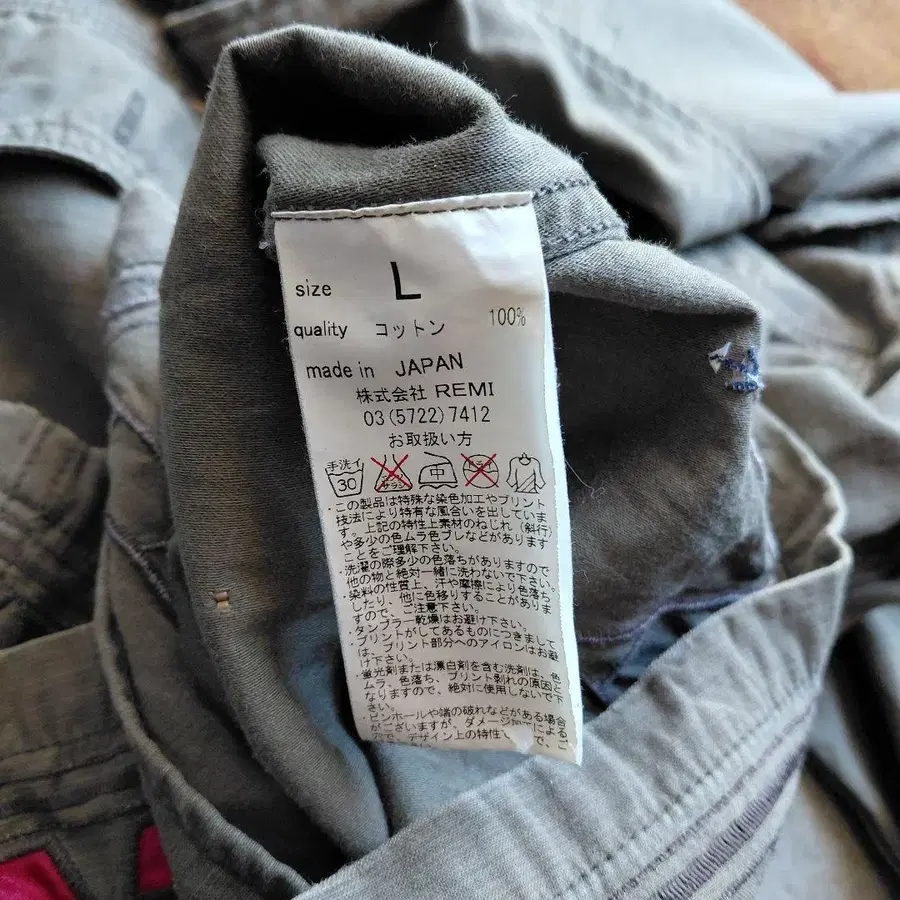 size L
quality コットン 100%
made in JAPAN
株式会社 REMI
03(5722)7412
お取扱い方
手洗イ
30
中
・この製品は特殊な染色加工やプリント
技法により特有な風合いを出していま
す。上記の特性上素材のねじれ（斜行）
や多少の色ムラ色ブレなどがあります
ことをご理解下さい。
・洗濯の際多少の色落ちがありますので
他の物と絶対一緒に洗わないで下さい。
・染料の性質上、汗や摩擦により色落ち
したり、他に色移りすることがありま
すので、ご注意下さい。
・タンブラー乾燥はお避け下さい。
・プリントがしてあるものにつきまして
は、プリント部分へのアイロンはお避
け下さい。
・蛍光剤または漂白剤を含む洗剤は、色
ムラ、色落ち、プリント剥れの原因と
なりますので、絶対に使用しないで下
さい。
・ピンホールや端の破れなどがある場合
がございますが、ダメージ加工によ
で、デザイン上の特性で